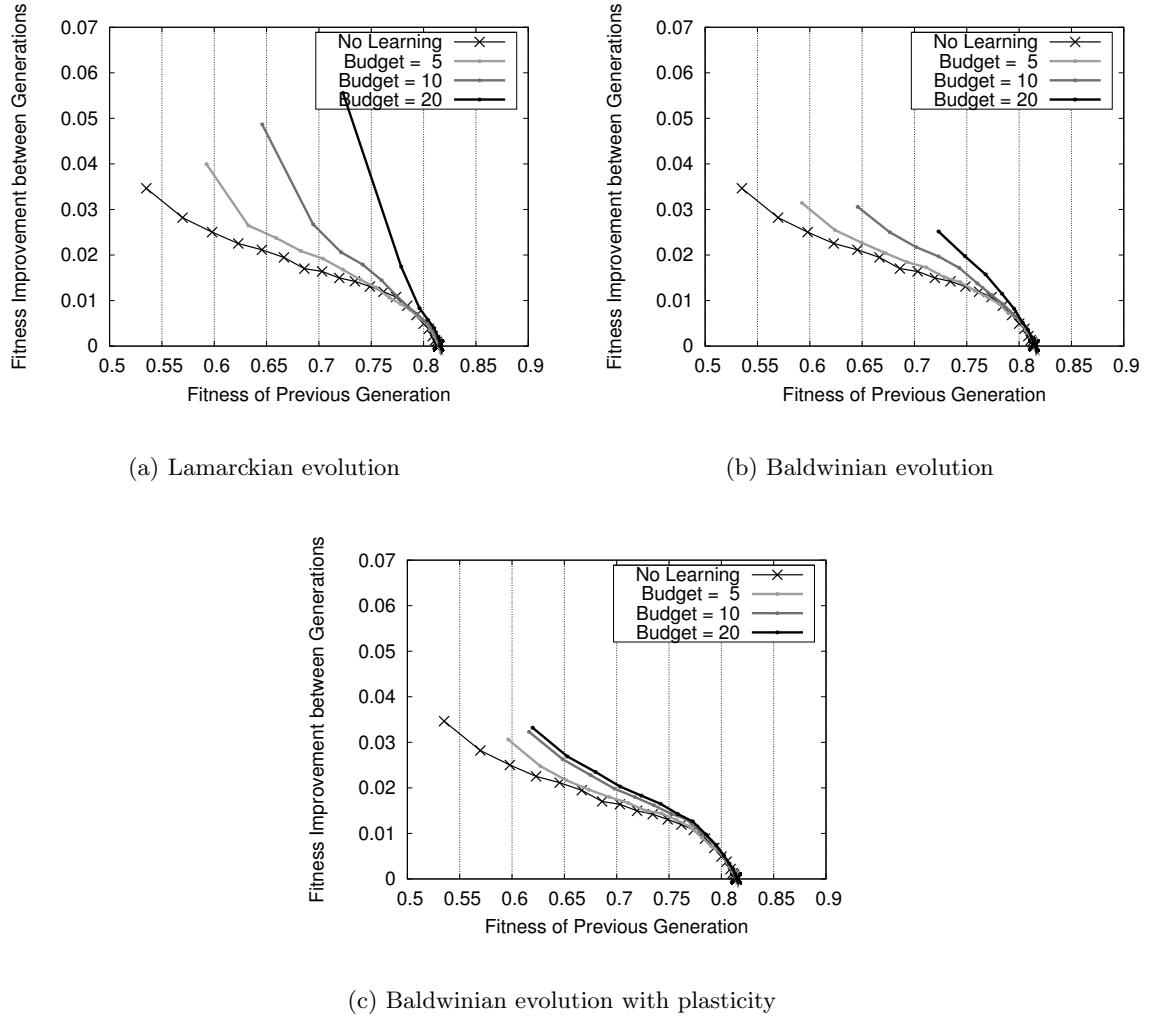 Fitness Improvement between Generations
0.07
0.06
0.05
0.04
0.03
0.02
0.01
0
No Learning
Budget = 5
Budget = 10
Budget = 20
0.5 0.55 0.6 0.65 0.7 0.75 0.8 0.85 0.9
Fitness of Previous Generation
(a) Lamarckian evolution
Fitness Improvement between Generations
0.07
0.06
0.05
0.04
0.03
0.02
0.01
0
No Learning
Budget = 5
Budget = 10
Budget = 20
0.5 0.55 0.6 0.65 0.7 0.75 0.8 0.85 0.9
Fitness of Previous Generation
(b) Baldwinian evolution
Fitness Improvement between Generations
0.07
0.06
0.05
0.04
0.03
0.02
0.01
0
No Learning
Budget = 5
Budget = 10
Budget = 20
0.5 0.55 0.6 0.65 0.7 0.75 0.8 0.85 0.9
Fitness of Previous Generation
(c) Baldwinian evolution with plasticity